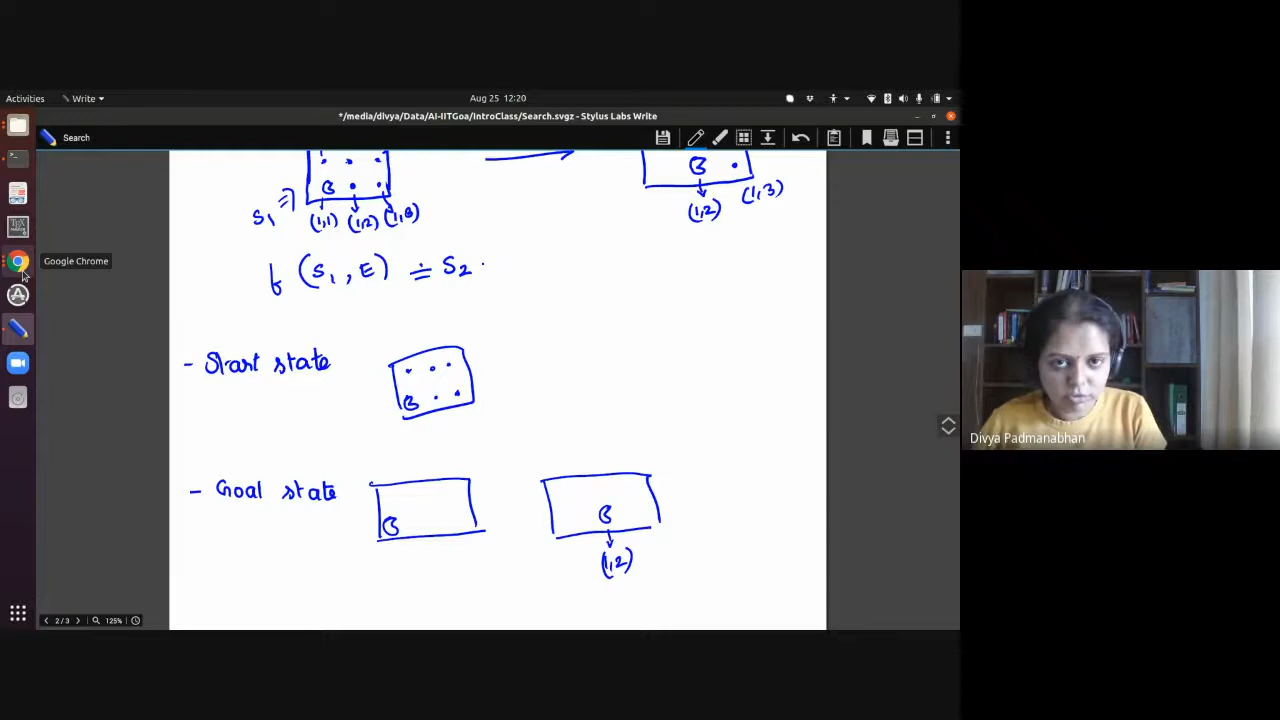 Activities Write Aug 25 12:20
*/media/divya/Data/AI-IITGoa/IntroClass/Search.svgz - Stylus Labs Write
Search
S₁ ⇒
(1,1) (1,2) (1,3)
(1,2) (1,3)
f (S₁, E) ≐ S₂
Google Chrome
- Start state
- Goal state
(1,2)
Divya Padmanabhan
2/3 125%